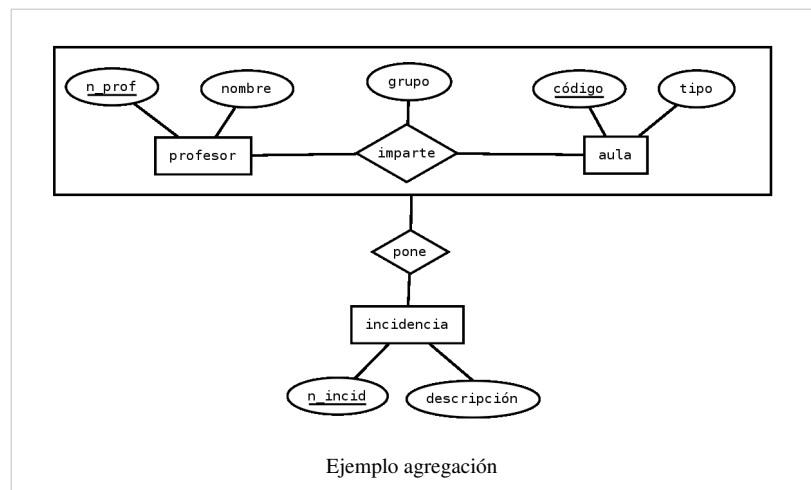 n_prof
nombre
grupo
código
tipo
profesor
imparte
aula
pone
incidencia
n_incid
descripción
Ejemplo agregación